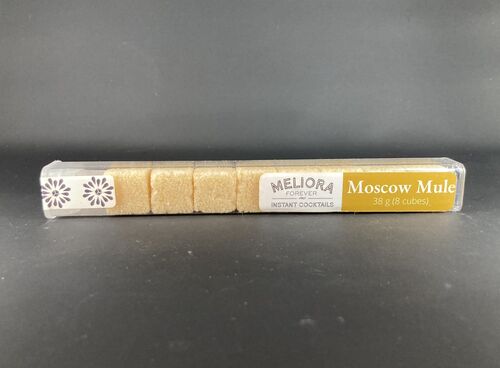 MELIORA
FOREVER
INSTANT COCKTAILS
Moscow Mule
38 g (8 cubes)